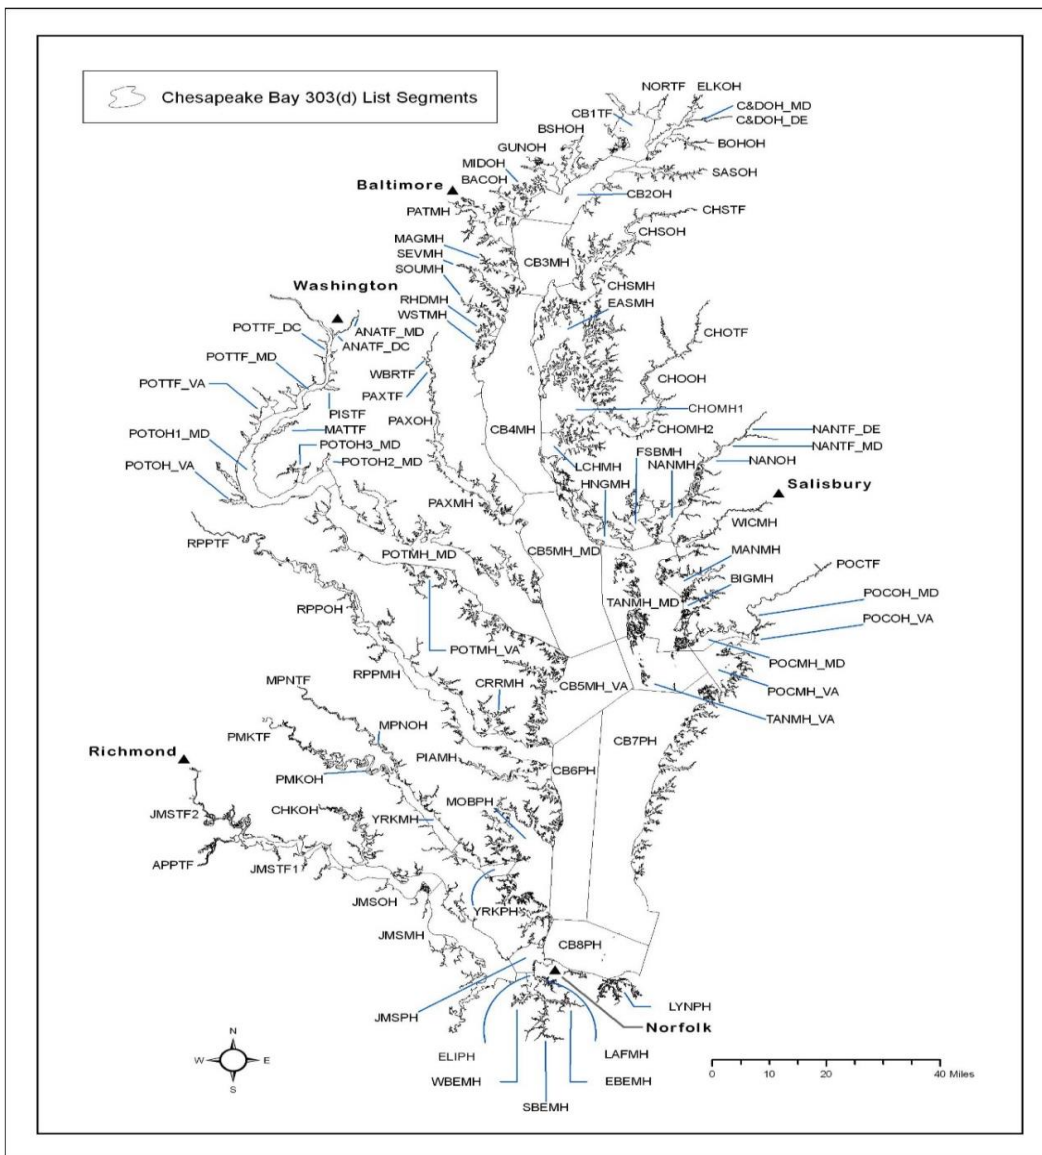 Chesapeake Bay 303(d) List Segments
NORTF
ELKOH
C&DOH_MD
C&DOH_DE
CB1TF
BSHOH
BOHOH
GUNOH
MIDOH
SASOH
BACOH
Baltimore
CB2OH
PATMH
CHSTF
CHSOH
MAGMH
SEVMH
CB3MH
SOUMH
CHSMH
Washington
RHDMH
EASMH
WSTMH
POTTF_DC
ANATF_MD
ANATF_DC
CHOTF
POTTF_MD
WBRTF
CHOOH
POTTF_VA
PAXTF
PISTF
CHOMH1
MATTF
PAXOH
CB4MH
CHOMH2
NANTF_DE
POTOH1_MD
POTOH3_MD
NANTF_MD
FSBMH
POTOH_VA
POTOH2_MD
LCHMH
NANMH
NANOH
HNGMH
Salisbury
PAXMH
WICMH
RPPTF
POTMH_MD
CB5MH_MD
MANMH
POCTF
BIGMH
RPPOH
TANMH_MD
POCOH_MD
POCOH_VA
POTMH_VA
POCMH_MD
RPPMH
CRRMH
CB5MH_VA
POCMH_VA
MPNTF
TANMH_VA
MPNOH
PMKTF
CB7PH
Richmond
PIAMH
CB6PH
PMKOH
MOBPH
CHKOH
JMSTF2
YRKMH
APPTF
JMSTF1
JMSOH
YRKPH
JMSMH
CB8PH
JMSPH
LYNPH
Norfolk
N
W
E
S
ELIPH
LAFMH
WBEMH
EBEMH
SBEMH
0 10 20 40 Miles